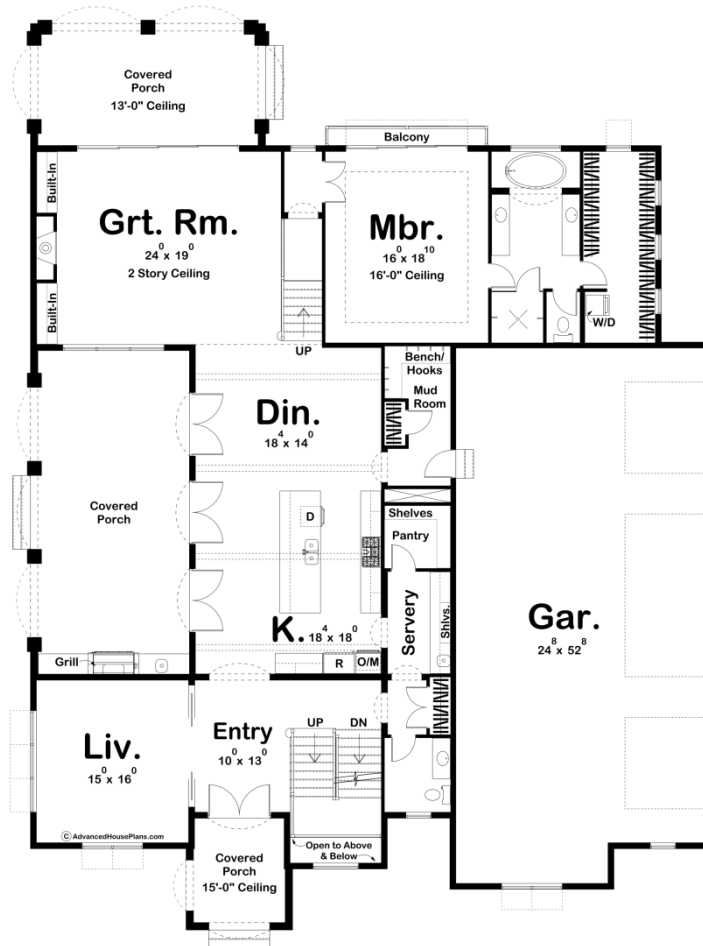 Covered
Porch
13'-0" Ceiling
Balcony
Built-In
Grt. Rm.
24⁰ x 19⁰
2 Story Ceiling
Built-In
Mbr.
16⁰ x 18¹⁰
16'-0" Ceiling
W/D
UP
Bench/
Hooks
Mud
Room
Din.
18⁴ x 14⁰
Covered
Porch
D
Shelves
Pantry
Gar.
24⁸ x 52⁸
K. 18⁴ x 18⁰
Servery
Shlvs.
Grill
R
O/M
Liv.
15⁰ x 16⁰
Entry
10⁰ x 13⁰
UP
DN
© AdvancedHousePlans.com
Open to Above
& Below
Covered
Porch
15'-0" Ceiling